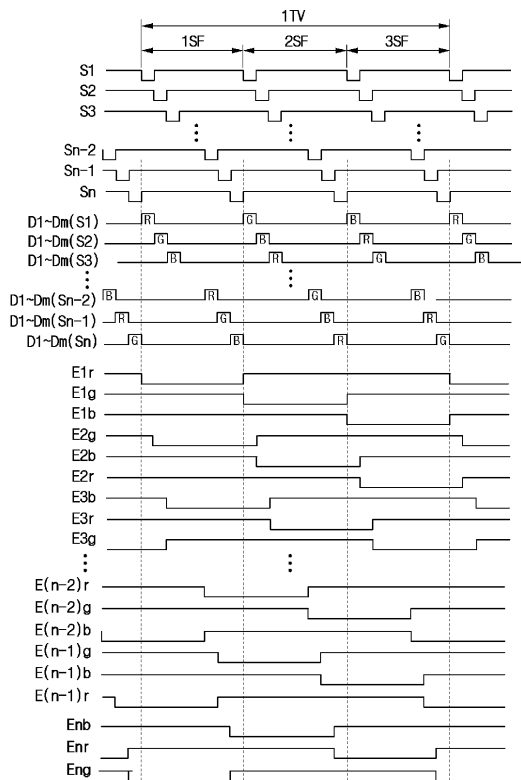 1TV
1SF 2SF 3SF
S1
S2
S3
Sn-2
Sn-1
Sn
D1~Dm(S1) R G B R
D1~Dm(S2) G B R G
D1~Dm(S3) B R G B
D1~Dm(Sn-2) B R G B
D1~Dm(Sn-1) R G B R
D1~Dm(Sn) G B R G
E1r
E1g
E1b
E2g
E2b
E2r
E3b
E3r
E3g
E(n-2)r
E(n-2)g
E(n-2)b
E(n-1)g
E(n-1)b
E(n-1)r
Enb
Enr
Eng